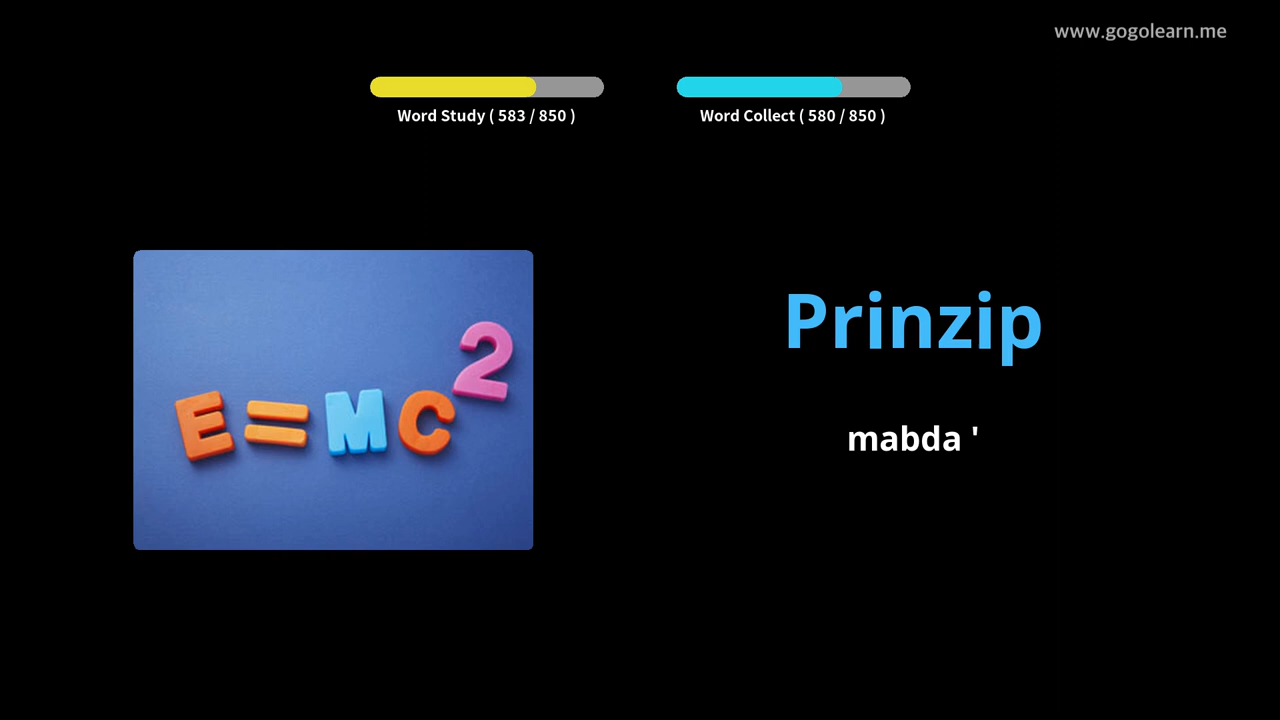 www.gogolearn.me
Word Study ( 583 / 850 )
Word Collect ( 580 / 850 )
E=MC2
Prinzip
mabda '